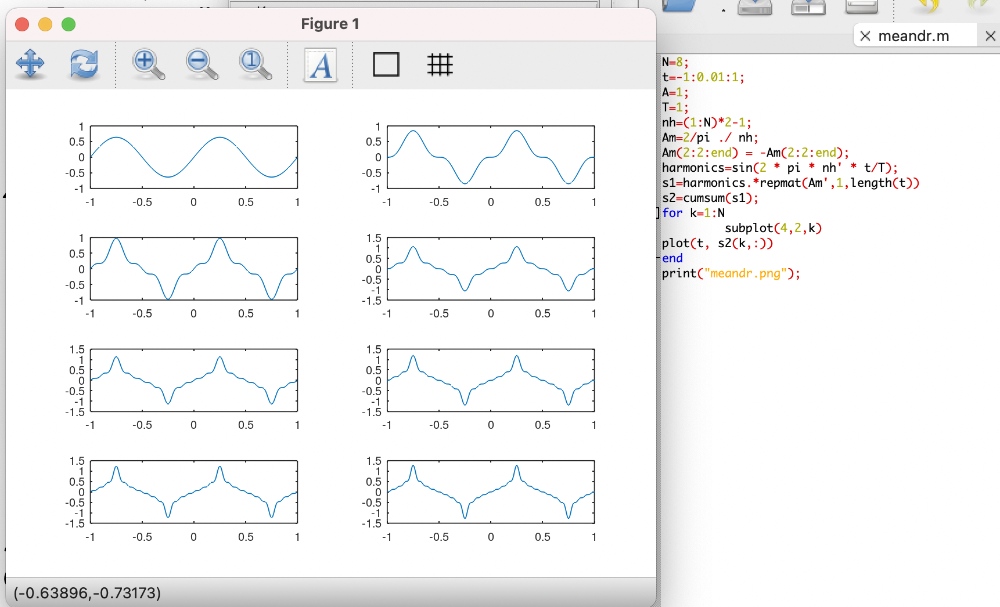 Figure 1
meandr.m
A
1
0.5
0
-0.5
-1
-1 -0.5 0 0.5 1
1
0.5
0
-0.5
-1
-1 -0.5 0 0.5 1
1
0.5
0
-0.5
-1
-1 -0.5 0 0.5 1
1.5
1
0.5
0
-0.5
-1
-1.5
-1 -0.5 0 0.5 1
1.5
1
0.5
0
-0.5
-1
-1.5
-1 -0.5 0 0.5 1
1.5
1
0.5
0
-0.5
-1
-1.5
-1 -0.5 0 0.5 1
1.5
1
0.5
0
-0.5
-1
-1.5
-1 -0.5 0 0.5 1
1.5
1
0.5
0
-0.5
-1
-1.5
-1 -0.5 0 0.5 1
(-0.63896,-0.73173)
N=8;
t=-1:0.01:1;
A=1;
T=1;
nh=(1:N)*2-1;
Am=2/pi ./ nh;
Am(2:2:end) = -Am(2:2:end);
harmonics=sin(2 * pi * nh' * t/T);
s1=harmonics.*repmat(Am',1,length(t))
s2=cumsum(s1);
for k=1:N
subplot(4,2,k)
plot(t, s2(k,:))
end
print("meandr.png");